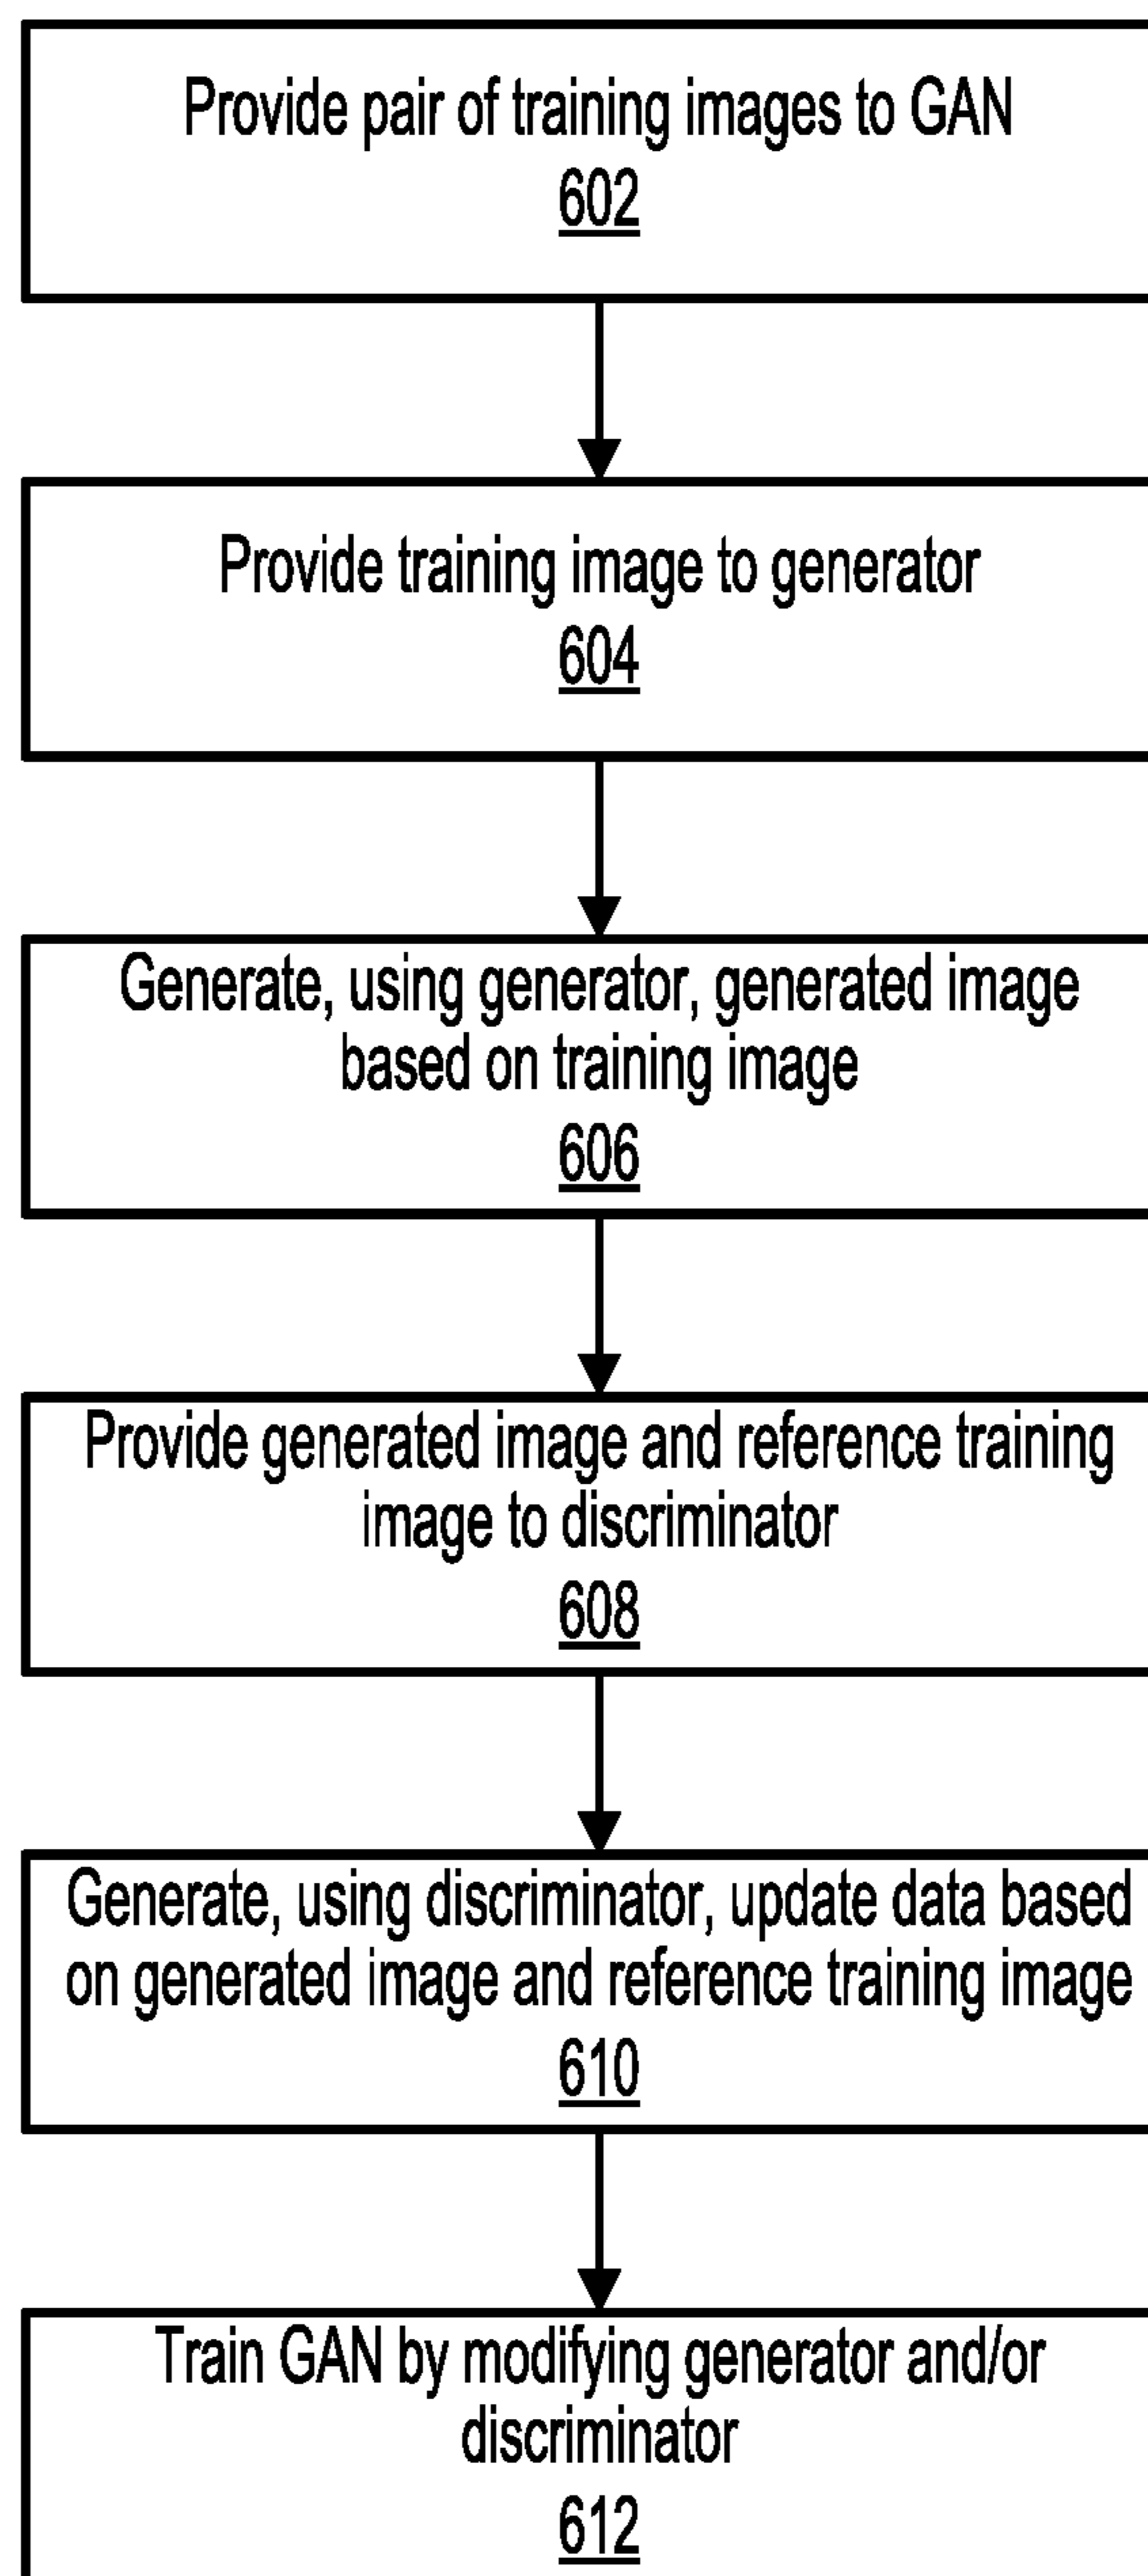 Provide pair of training images to GAN
602
Provide training image to generator
604
Generate, using generator, generated image
based on training image
606
Provide generated image and reference training
image to discriminator
608
Generate, using discriminator, update data based
on generated image and reference training image
610
Train GAN by modifying generator and/or
discriminator
612